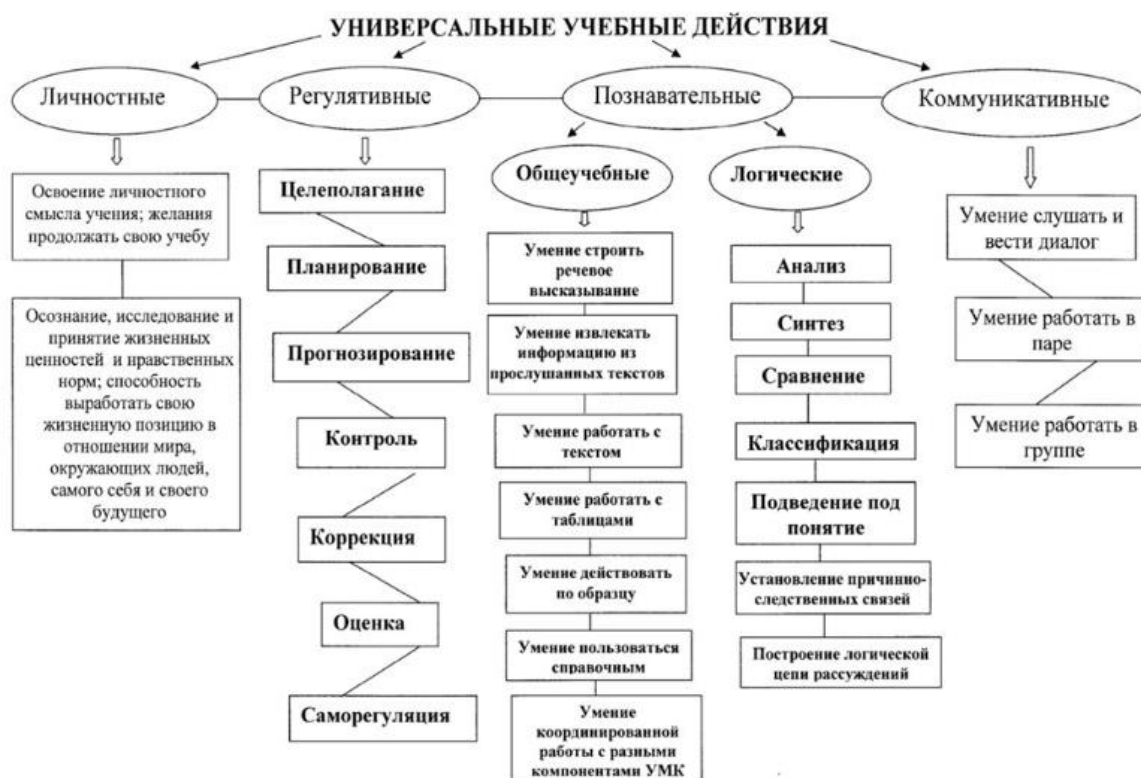 УНИВЕРСАЛЬНЫЕ УЧЕБНЫЕ ДЕЙСТВИЯ
Личностные
Регулятивные
Познавательные
Коммуникативные
Освоение личностного
смысла учения; желания
продолжать свою учебу
Осознание, исследование и
принятие жизненных
ценностей и нравственных
норм; способность
выработать свою
жизненную позицию в
отношении мира,
окружающих людей,
самого себя и своего
будущего
Целеполагание
Планирование
Прогнозирование
Контроль
Коррекция
Оценка
Саморегуляция
Общеучебные
Умение строить
речевое
высказывание
Умение извлекать
информацию из
прослушанных текстов
Умение работать с
текстом
Умение работать с
таблицами
Умение действовать
по образцу
Умение пользоваться
справочным
Умение
координированной
работы с разными
компонентами УМК
Логические
Анализ
Синтез
Сравнение
Классификация
Подведение под
понятие
Установление причинно-
следственных связей
Построение логической
цепи рассуждений
Умение слушать и
вести диалог
Умение работать в
паре
Умение работать в
группе